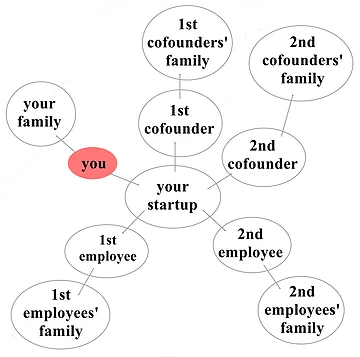 1st
cofounders'
family
2nd
cofounders'
family
your
family
1st
cofounder
2nd
cofounder
you
your
startup
1st
employee
2nd
employee
1st
employees'
family
2nd
employees'
family